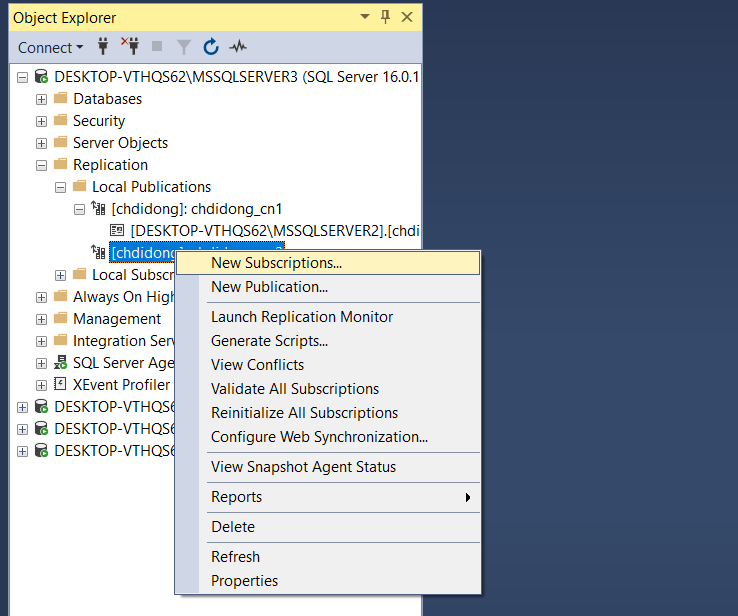 Object Explorer
Connect
DESKTOP-VTHQS62\MSSQLSERVER3 (SQL Server 16.0.1
Databases
Security
Server Objects
Replication
Local Publications
[chdidong]: chdidong_cn1
[DESKTOP-VTHQS62\MSSQLSERVER2].[chdi
[chdidong]
Local Subscr
Always On High
Management
Integration Serv
SQL Server Age
XEvent Profiler
DESKTOP-VTHQS6
DESKTOP-VTHQS6
DESKTOP-VTHQS6
New Subscriptions...
New Publication...
Launch Replication Monitor
Generate Scripts...
View Conflicts
Validate All Subscriptions
Reinitialize All Subscriptions
Configure Web Synchronization...
View Snapshot Agent Status
Reports
Delete
Refresh
Properties